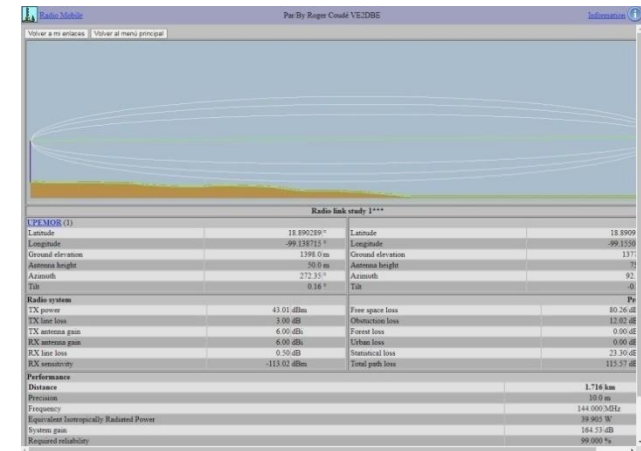 Radio Mobile Par/By Roger Coudé VE2DBE Information
Volver a mi enlaces Volver al menú principal
Radio link study 1***
UPEMOR (1)
Latitude 18.890289 ° Latitude 18.8909
Longitude -99.138715 ° Longitude -99.1550
Ground elevation 1398.0 m Ground elevation 137
Antenna height 50.0 m Antenna height 75
Azimuth 272.35 ° Azimuth 92.
Tilt 0.16 ° Tilt -0.
Radio system Pr
TX power 43.01 dBm Free space loss 80.26 dB
TX line loss 3.00 dB Obstruction loss 12.02 dB
TX antenna gain 6.00 dBi Forest loss 0.00 dB
RX antenna gain 6.00 dBi Urban loss 0.00 dB
RX line loss 0.50 dB Statistical loss 23.30 dB
RX sensitivity -113.02 dBm Total path loss 115.57 dB
Performance
Distance 1.716 km
Precision 10.0 m
Frequency 144.000 MHz
Equivalent Isotropically Radiated Power 39.905 W
System gain 164.53 dB
Required reliability 99.000 %